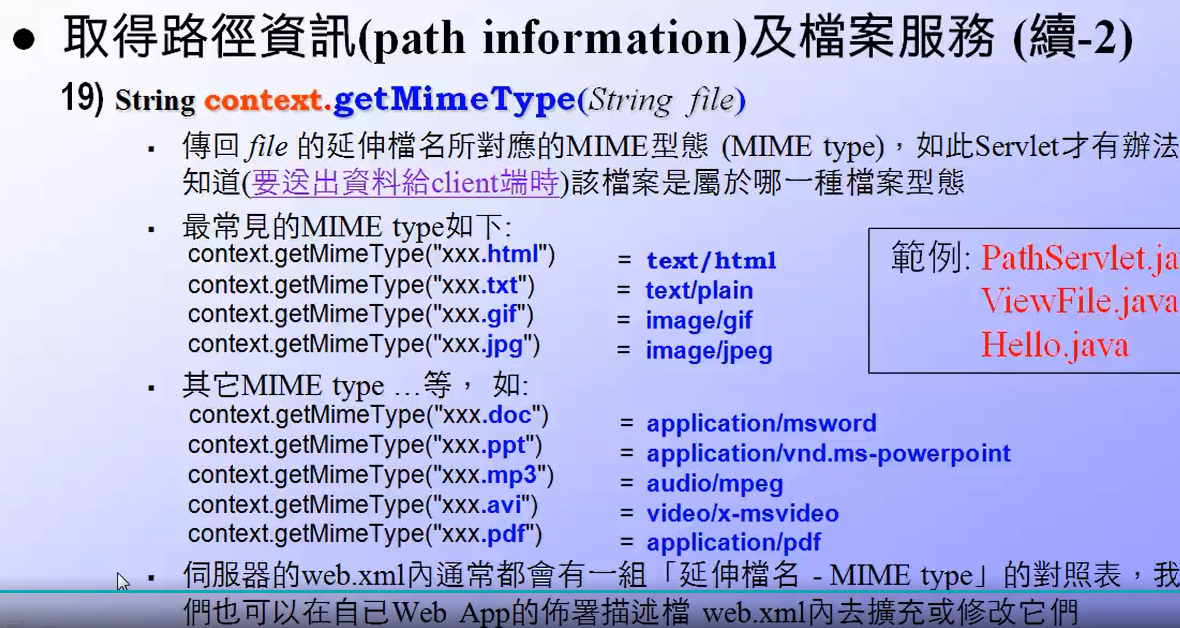 ● 取得路徑資訊(path information)及檔案服務 (續-2)
19) String context.getMimeType(String file)
▪ 傳回 file 的延伸檔名所對應的MIME型態 (MIME type)，如此Servlet才有辦法
知道(要送出資料給client端時)該檔案是屬於哪一種檔案型態
▪ 最常見的MIME type如下:
context.getMimeType("xxx.html") = text/html
context.getMimeType("xxx.txt") = text/plain
context.getMimeType("xxx.gif") = image/gif
context.getMimeType("xxx.jpg") = image/jpeg
範例: PathServlet.ja
ViewFile.java
Hello.java
▪ 其它MIME type …等， 如:
context.getMimeType("xxx.doc") = application/msword
context.getMimeType("xxx.ppt") = application/vnd.ms-powerpoint
context.getMimeType("xxx.mp3") = audio/mpeg
context.getMimeType("xxx.avi") = video/x-msvideo
context.getMimeType("xxx.pdf") = application/pdf
▪ 伺服器的web.xml內通常都會有一組「延伸檔名 - MIME type」的對照表，我
們也可以在自已Web App的佈署描述檔 web.xml內去擴充或修改它們